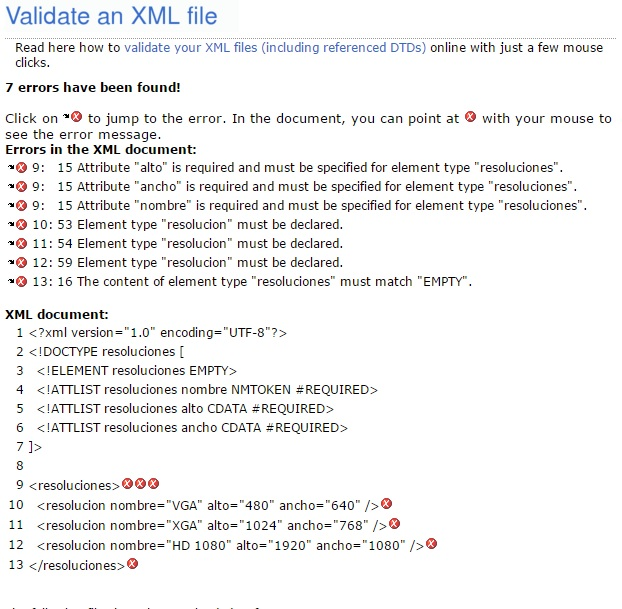 Validate an XML file
Read here how to validate your XML files (including referenced DTDs) online with just a few mouse
clicks.
7 errors have been found!
Click on to jump to the error. In the document, you can point at with your mouse to
see the error message.
Errors in the XML document:
9: 15 Attribute "alto" is required and must be specified for element type "resoluciones".
9: 15 Attribute "ancho" is required and must be specified for element type "resoluciones".
9: 15 Attribute "nombre" is required and must be specified for element type "resoluciones".
10: 53 Element type "resolucion" must be declared.
11: 54 Element type "resolucion" must be declared.
12: 59 Element type "resolucion" must be declared.
13: 16 The content of element type "resoluciones" must match "EMPTY".
XML document:
1 <?xml version="1.0" encoding="UTF-8"?>
2 <!DOCTYPE resoluciones [
3 <!ELEMENT resoluciones EMPTY>
4 <!ATTLIST resoluciones nombre NMTOKEN #REQUIRED>
5 <!ATTLIST resoluciones alto CDATA #REQUIRED>
6 <!ATTLIST resoluciones ancho CDATA #REQUIRED>
7 ]>
8
9 <resoluciones>
10 <resolucion nombre="VGA" alto="480" ancho="640" />
11 <resolucion nombre="XGA" alto="1024" ancho="768" />
12 <resolucion nombre="HD 1080" alto="1920" ancho="1080" />
13 </resoluciones>